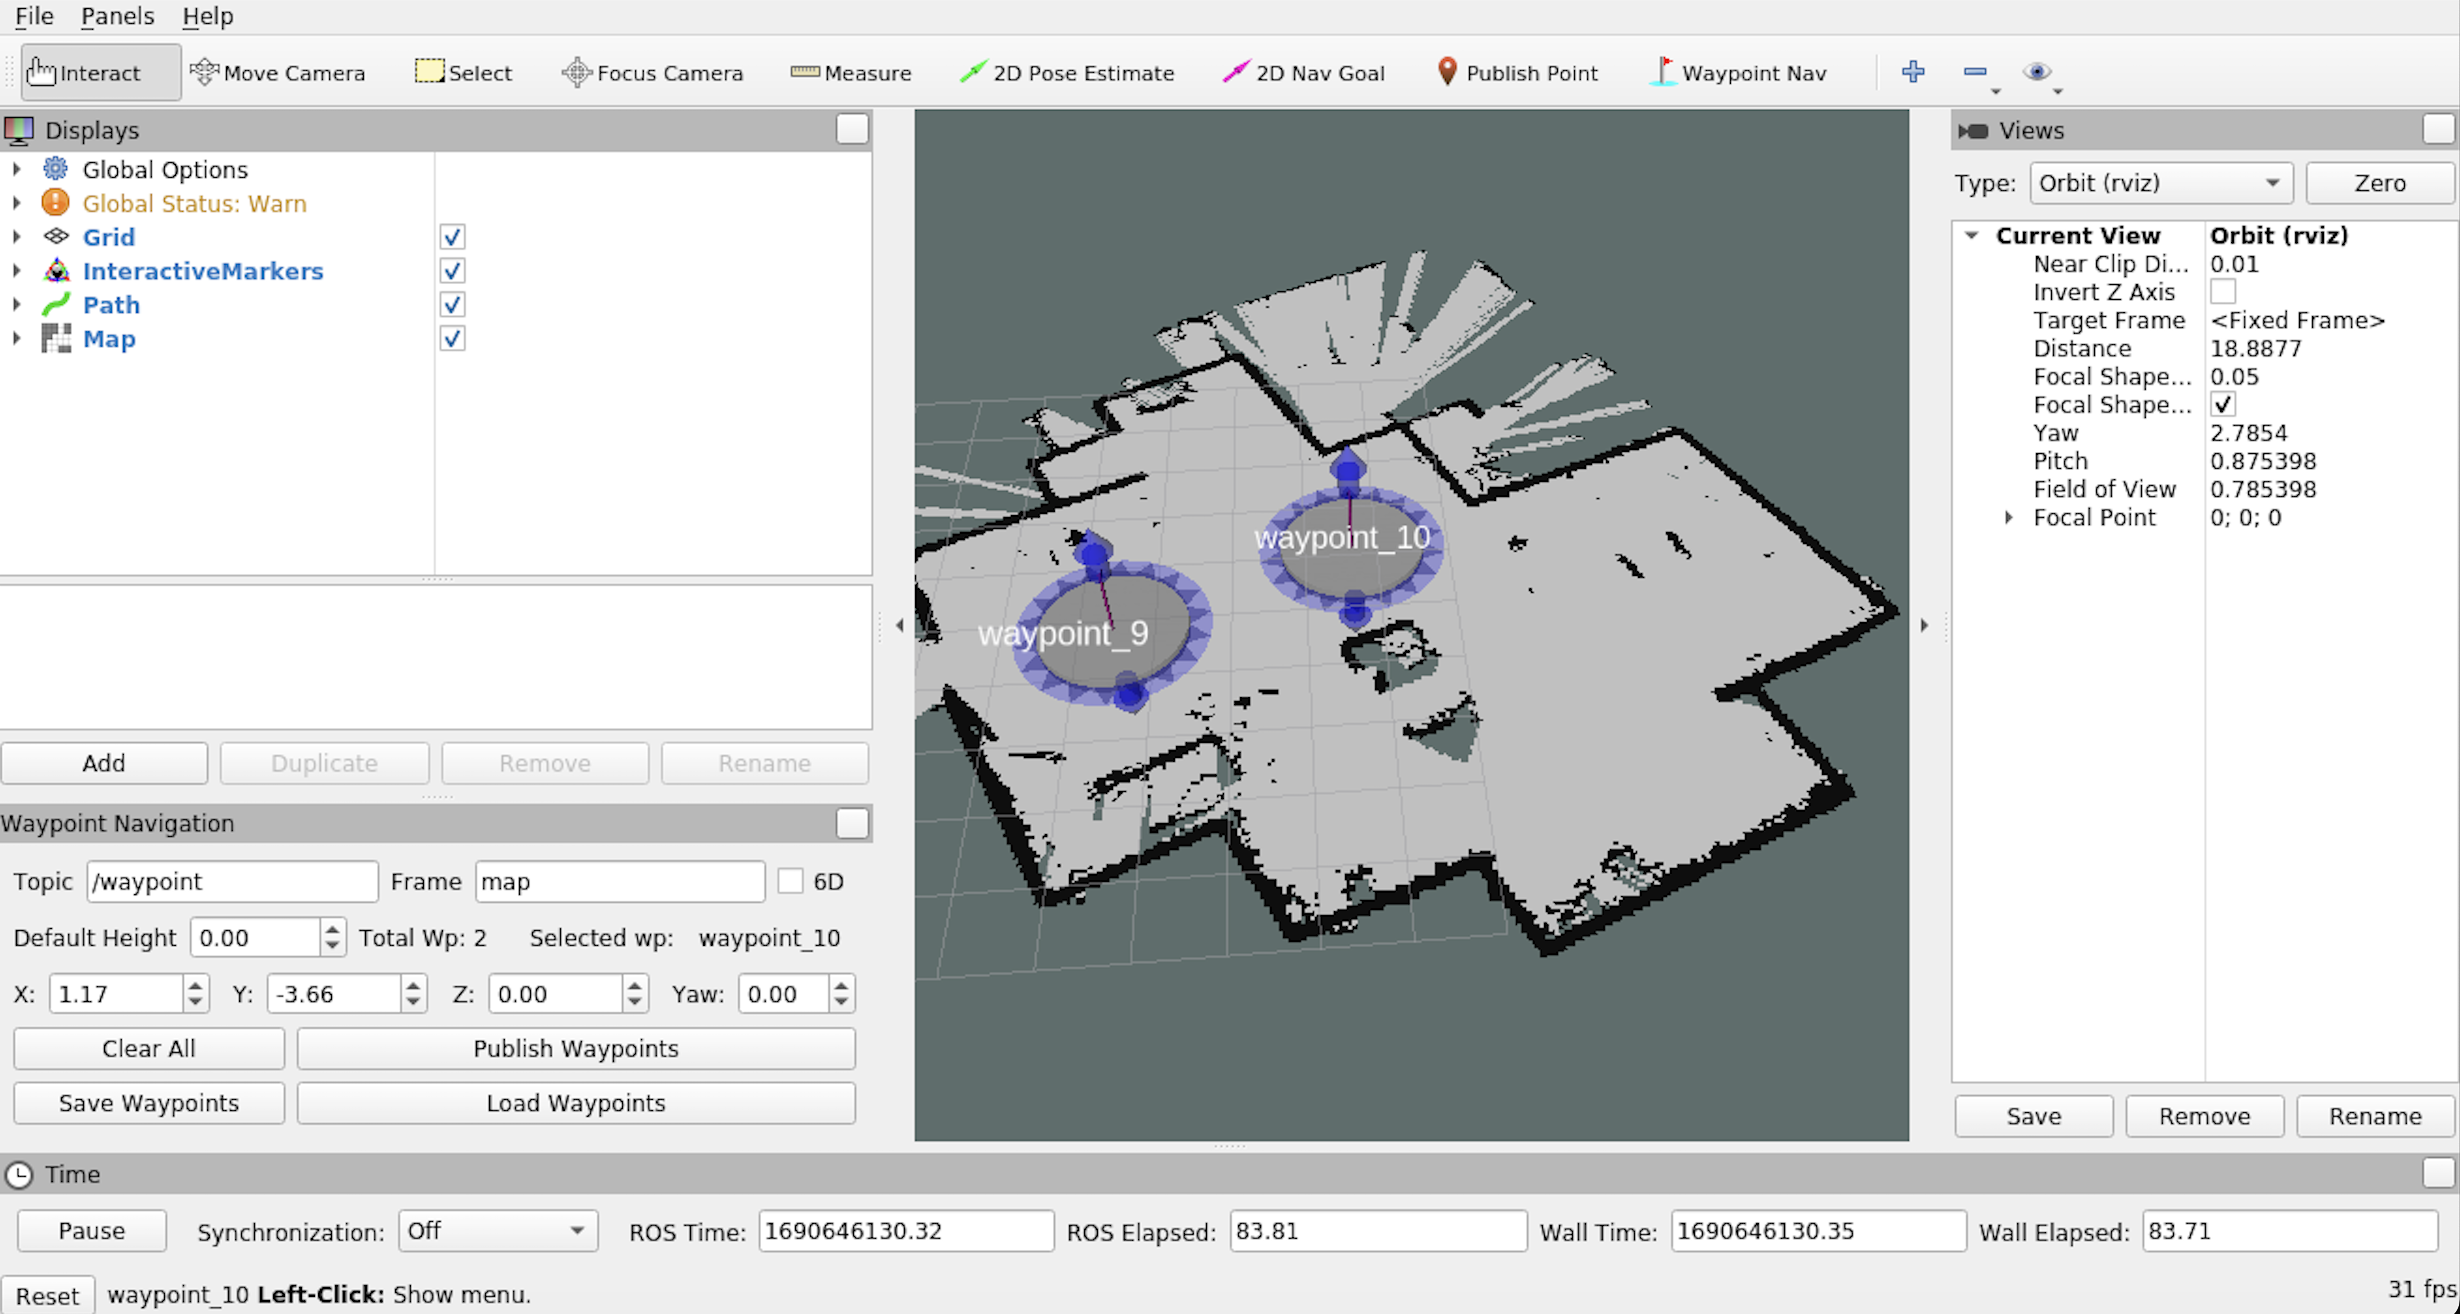 File Panels Help
Interact Move Camera Select Focus Camera Measure 2D Pose Estimate 2D Nav Goal Publish Point Waypoint Nav
Displays
Global Options
Global Status: Warn
Grid
InteractiveMarkers
Path
Map
Add Duplicate Remove Rename
Waypoint Navigation
Topic /waypoint Frame map 6D
Default Height 0.00 Total Wp: 2 Selected wp: waypoint_10
X: 1.17 Y: -3.66 Z: 0.00 Yaw: 0.00
Clear All Publish Waypoints
Save Waypoints Load Waypoints
waypoint_10
waypoint_9
Views
Type: Orbit (rviz) Zero
Current View Orbit (rviz)
Near Clip Di... 0.01
Invert Z Axis
Target Frame <Fixed Frame>
Distance 18.8877
Focal Shape... 0.05
Focal Shape...
Yaw 2.7854
Pitch 0.875398
Field of View 0.785398
Focal Point 0; 0; 0
Save Remove Rename
Time
Pause Synchronization: Off ROS Time: 1690646130.32 ROS Elapsed: 83.81 Wall Time: 1690646130.35 Wall Elapsed: 83.71
Reset waypoint_10 Left-Click: Show menu. 31 fps